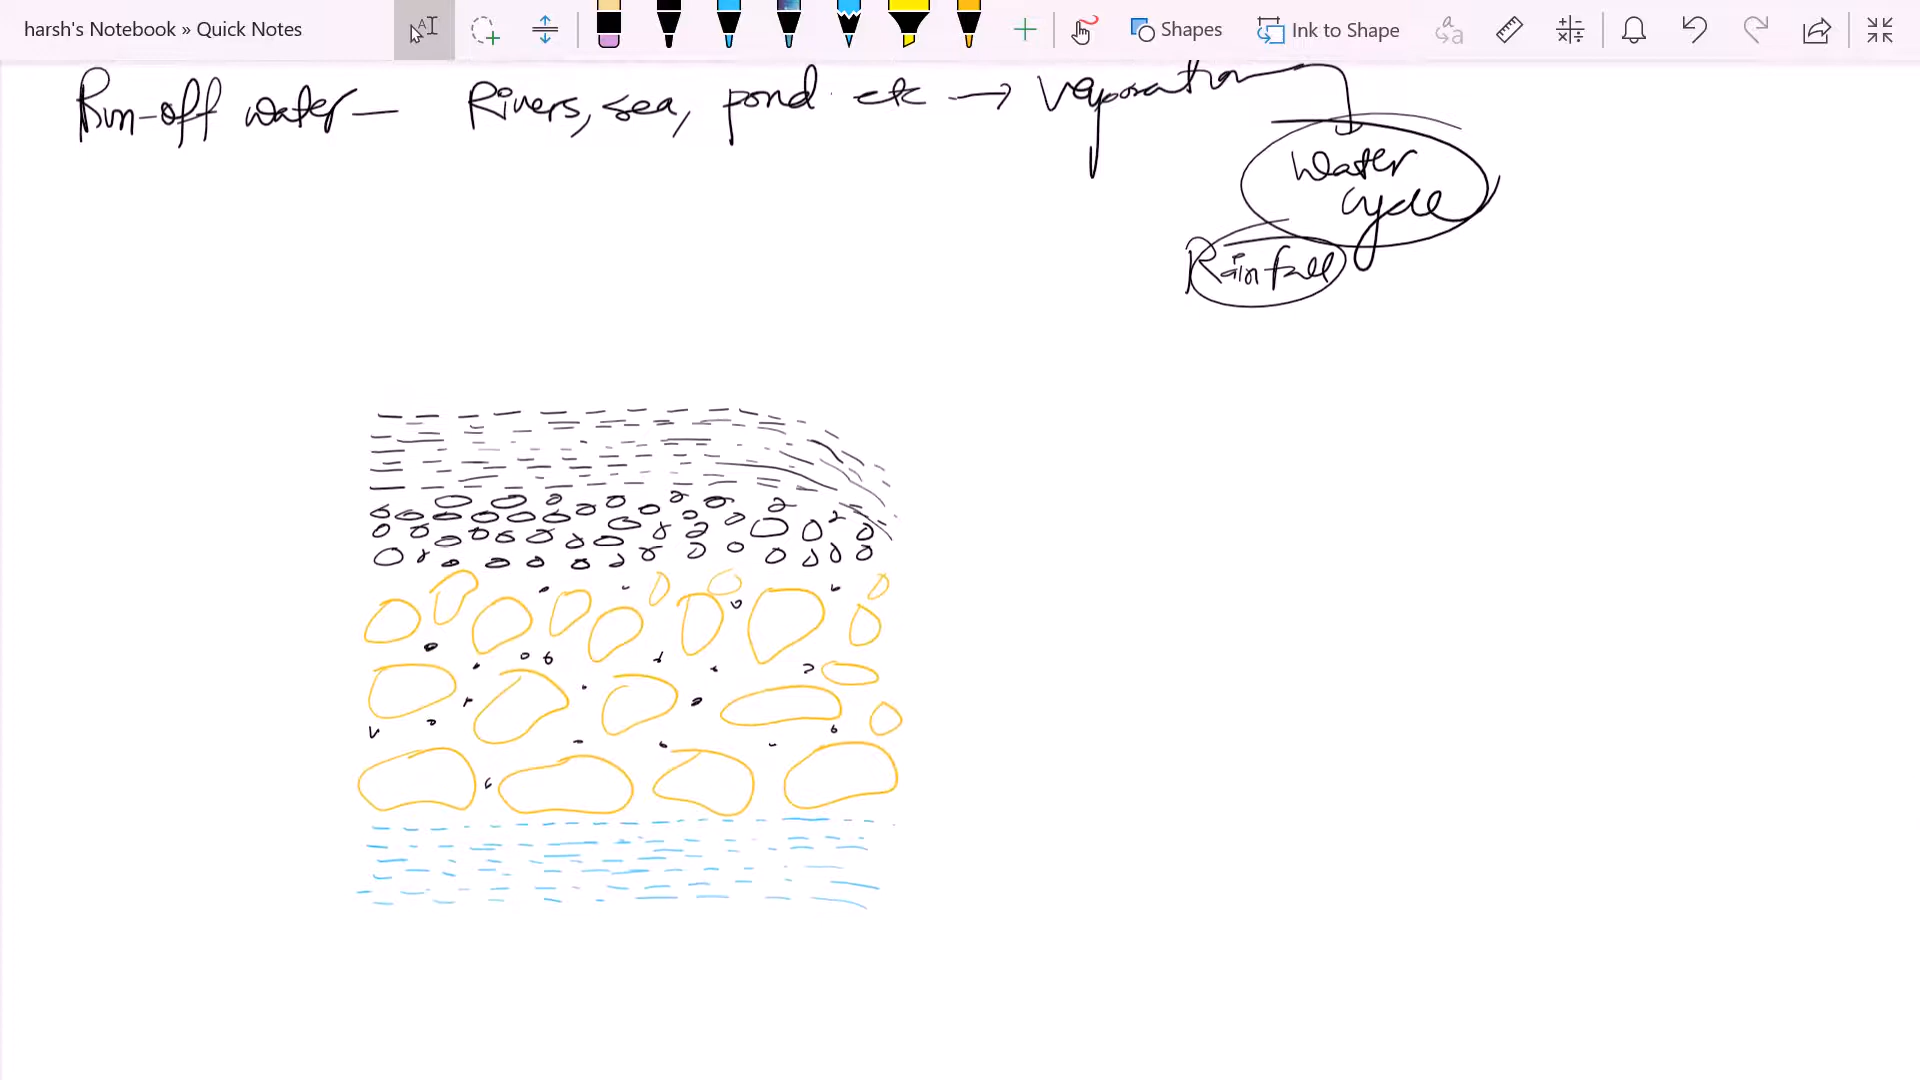 harsh's Notebook » Quick Notes
Shapes
Ink to Shape
Run-off water — Rivers, sea, pond etc → Vaporation
Water
cycle
Rainfall